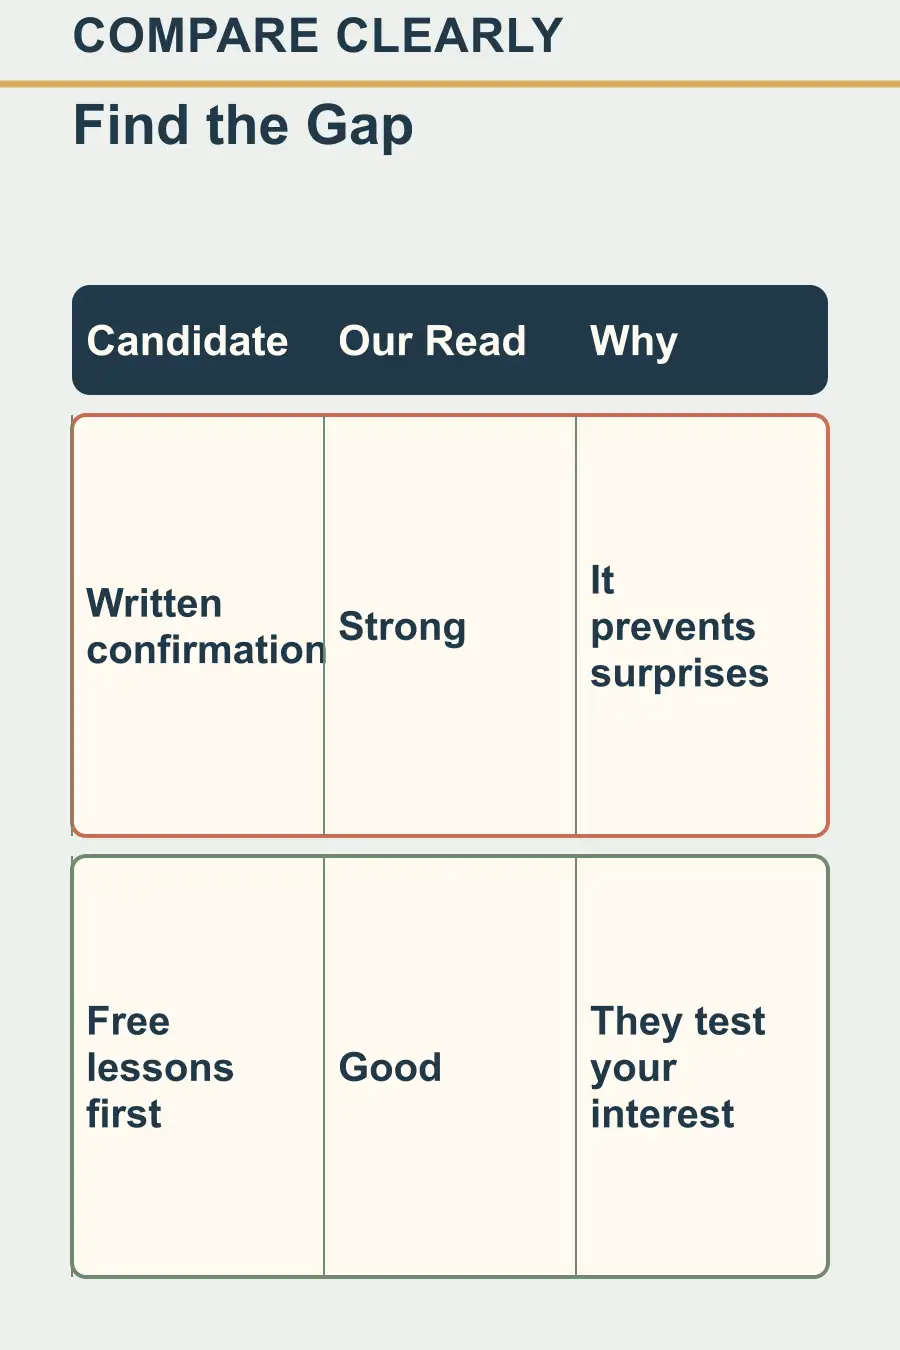 COMPARE CLEARLY
Find the Gap
Candidate Our Read Why
Written
confirmation
Strong
It
prevents
surprises
Free
lessons
first
Good
They test
your
interest